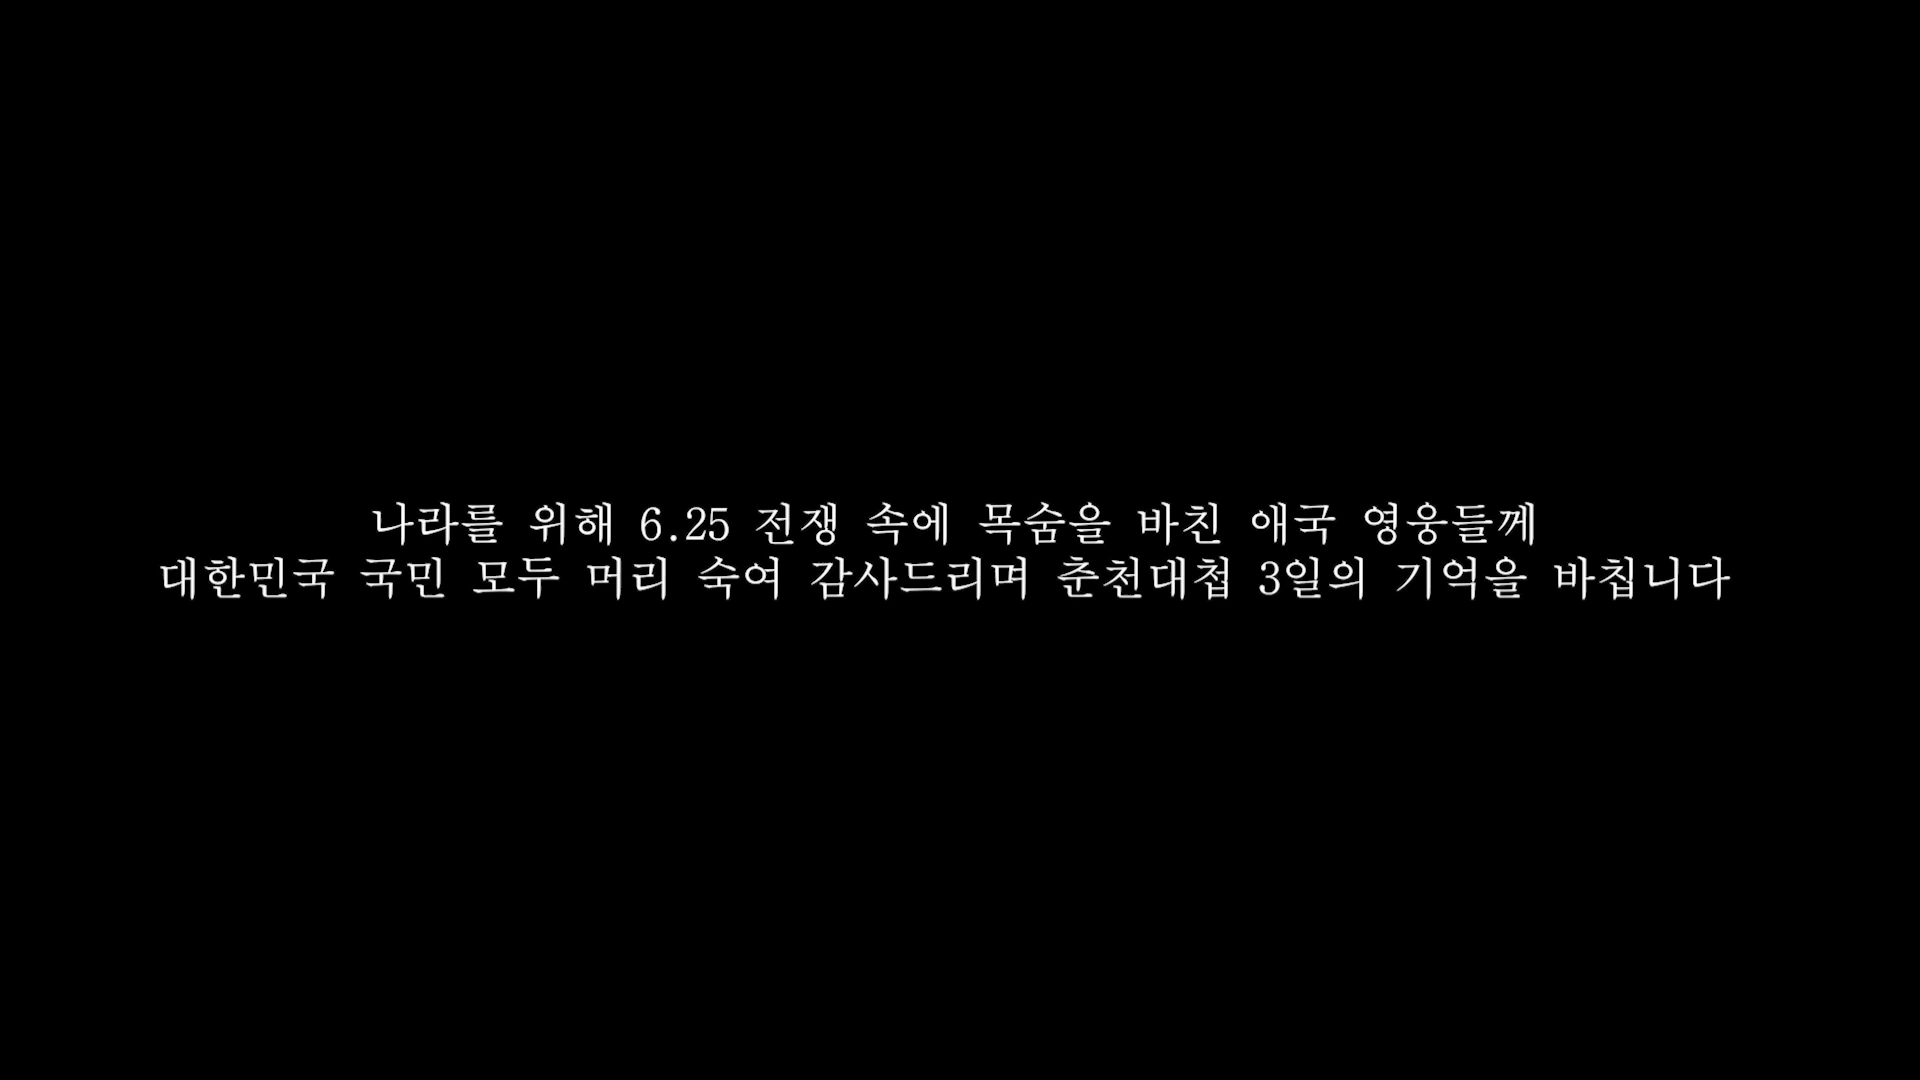 나라를 위해 6.25 전쟁 속에 목숨을 바친 애국 영웅들께
대한민국 국민 모두 머리 숙여 감사드리며 춘천대첩 3일의 기억을 바칩니다